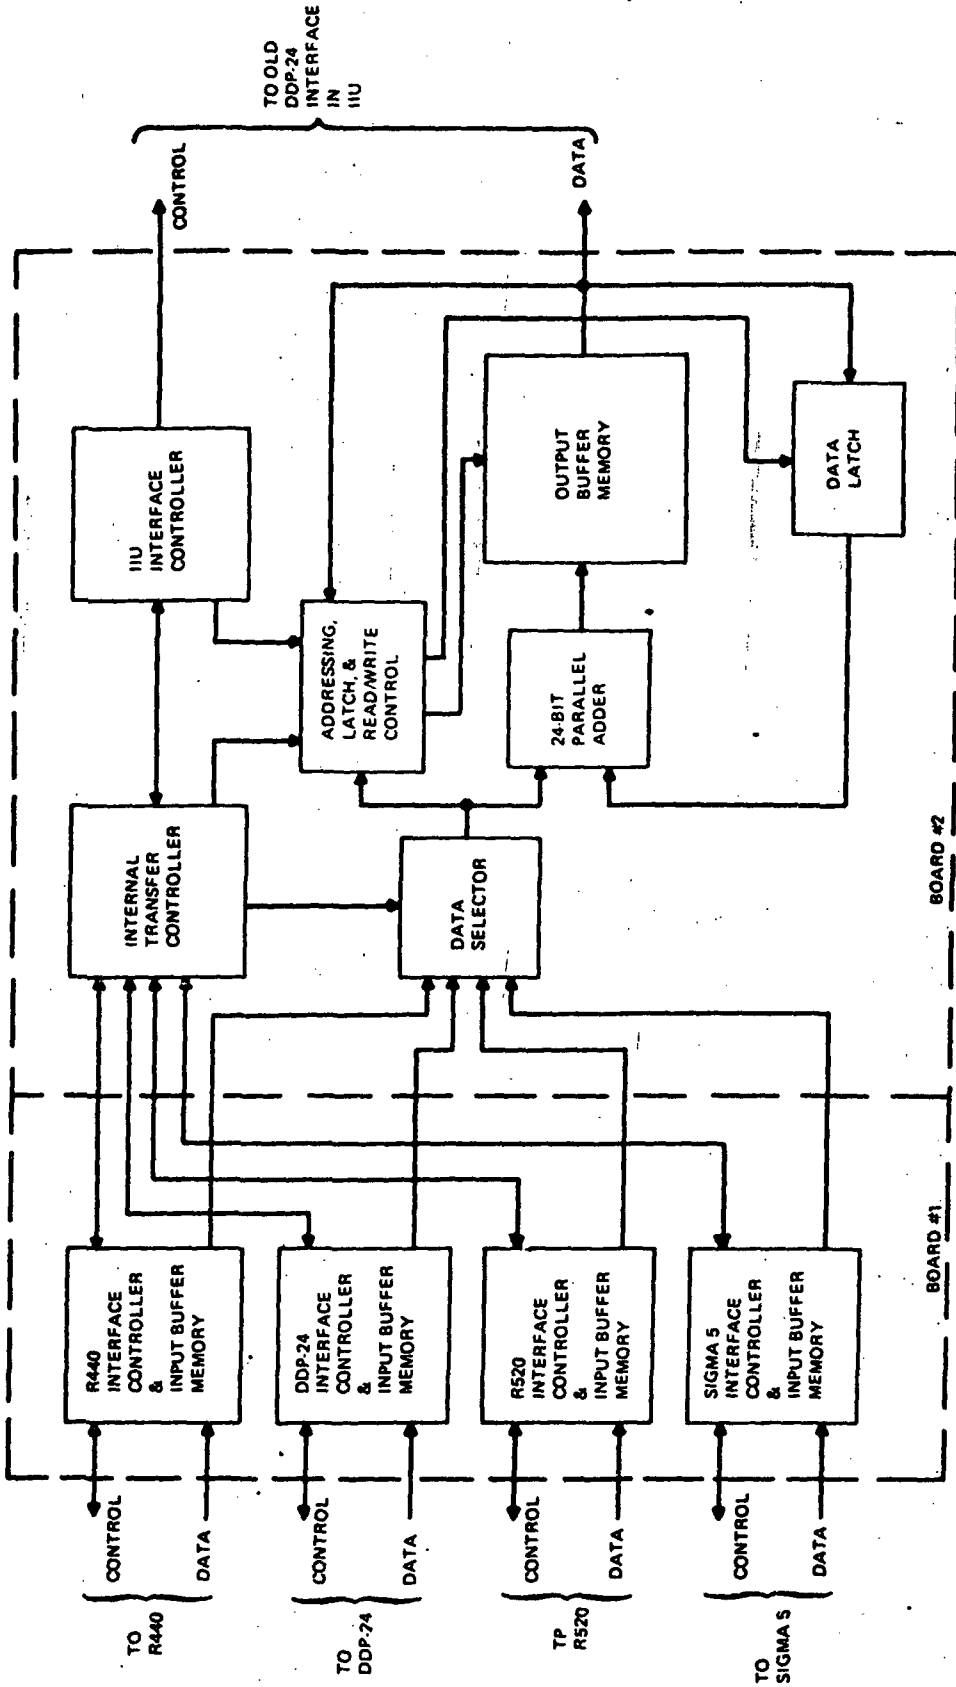 TO
R440
CONTROL
DATA
R440
INTERFACE
CONTROLLER
&
INPUT BUFFER
MEMORY
TO
DDP-24
CONTROL
DATA
DDP-24
INTERFACE
CONTROLLER
&
INPUT BUFFER
MEMORY
TP
R520
CONTROL
DATA
R520
INTERFACE
CONTROLLER
&
INPUT BUFFER
MEMORY
TO
SIGMA 5
CONTROL
DATA
SIGMA 5
INTERFACE
CONTROLLER
&
INPUT BUFFER
MEMORY
BOARD #1
INTERNAL
TRANSFER
CONTROLLER
DATA
SELECTOR
IIU
INTERFACE
CONTROLLER
ADDRESSING,
LATCH, &
READ/WRITE
CONTROL
24-BIT
PARALLEL
ADDER
OUTPUT
BUFFER
MEMORY
DATA
LATCH
BOARD #2
CONTROL
DATA
TO OLD
DDP-24
INTERFACE
IN
IIU